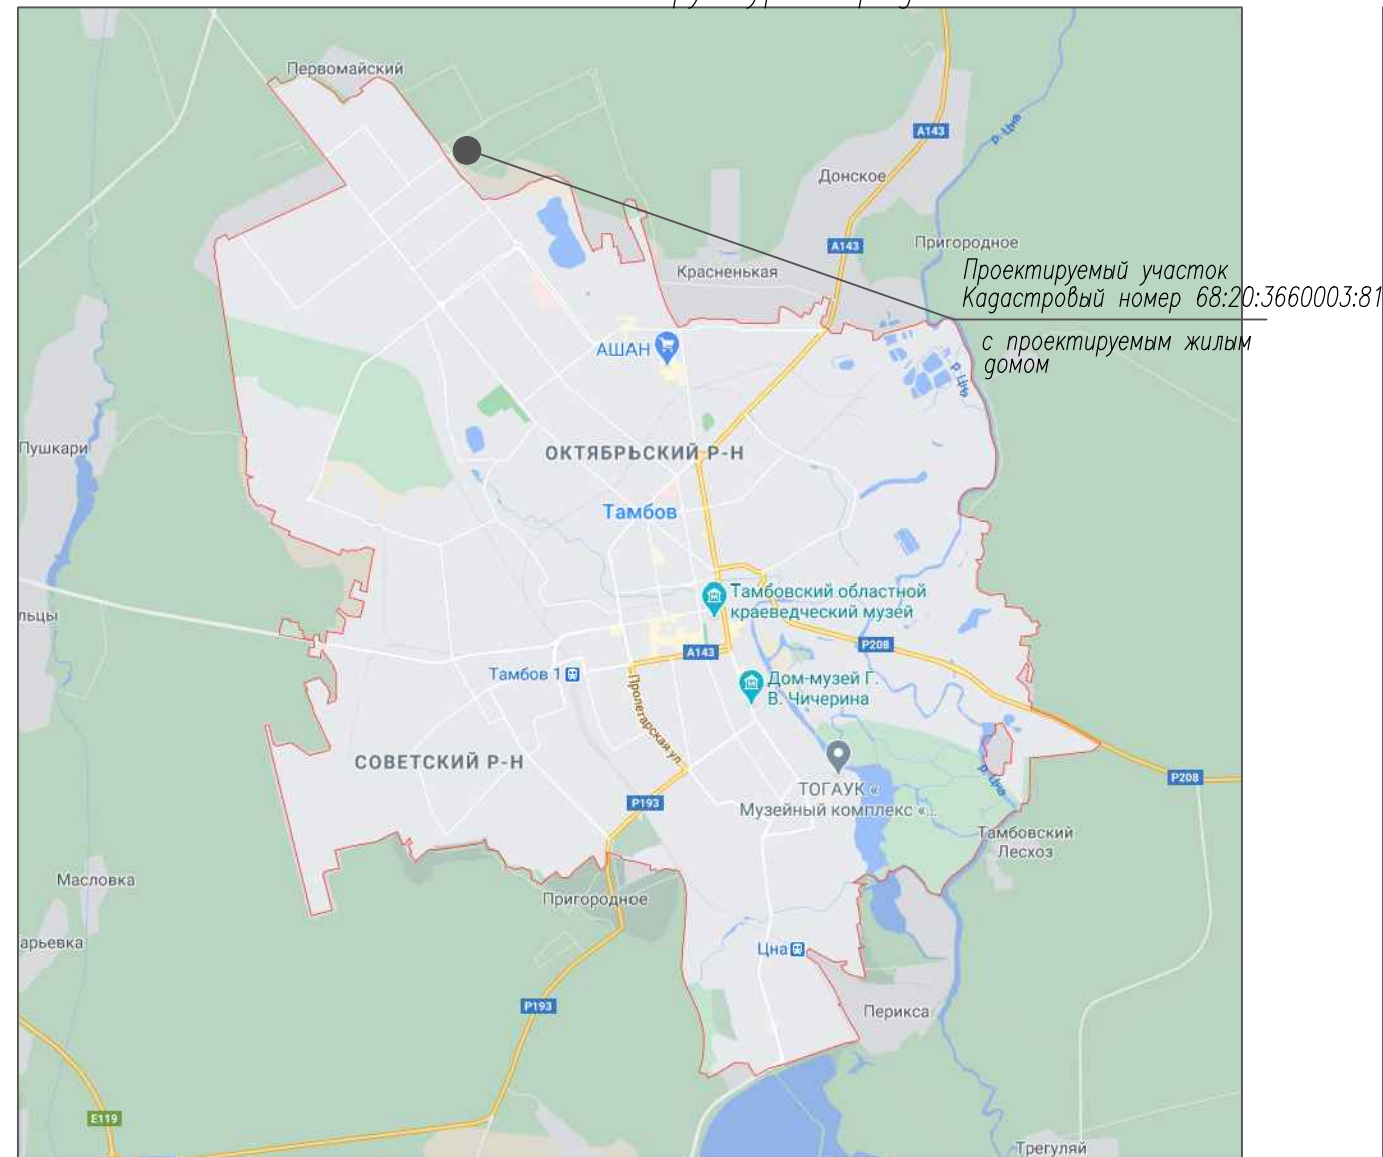 Первомайский
А143
р. Цна
Донское
А143
Пригородное
Красненькая
Проектируемый участок
Кадастровый номер 68:20:3660003:81
с проектируемым жилым
домом
АШАН
р. Цна
Пушкари
ОКТЯБРЬСКИЙ Р-Н
Тамбов
Тамбовский областной
краеведческий музей
льцы
Р208
А143
Тамбов 1
Дом-музей Г.
В. Чичерина
Пролетарская ул.
СОВЕТСКИЙ Р-Н
ТОГАУК «
Музейный комплекс «...
р. Цна
Р208
Р193
Тамбовский
Лесхоз
Масловка
Пригородное
арьевка
Цна
Р193
Перикса
E119
Трегуляй